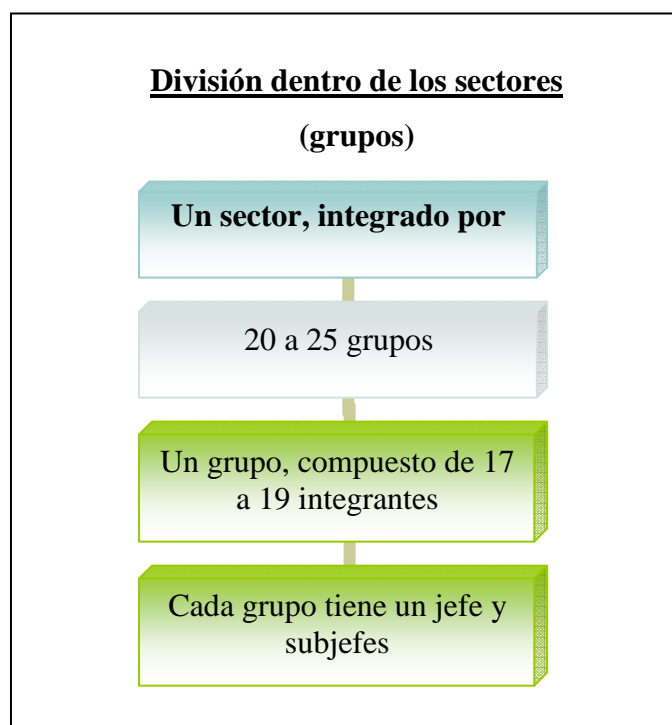 División dentro de los sectores
(grupos)
Un sector, integrado por
20 a 25 grupos
Un grupo, compuesto de 17
a 19 integrantes
Cada grupo tiene un jefe y
subjefes